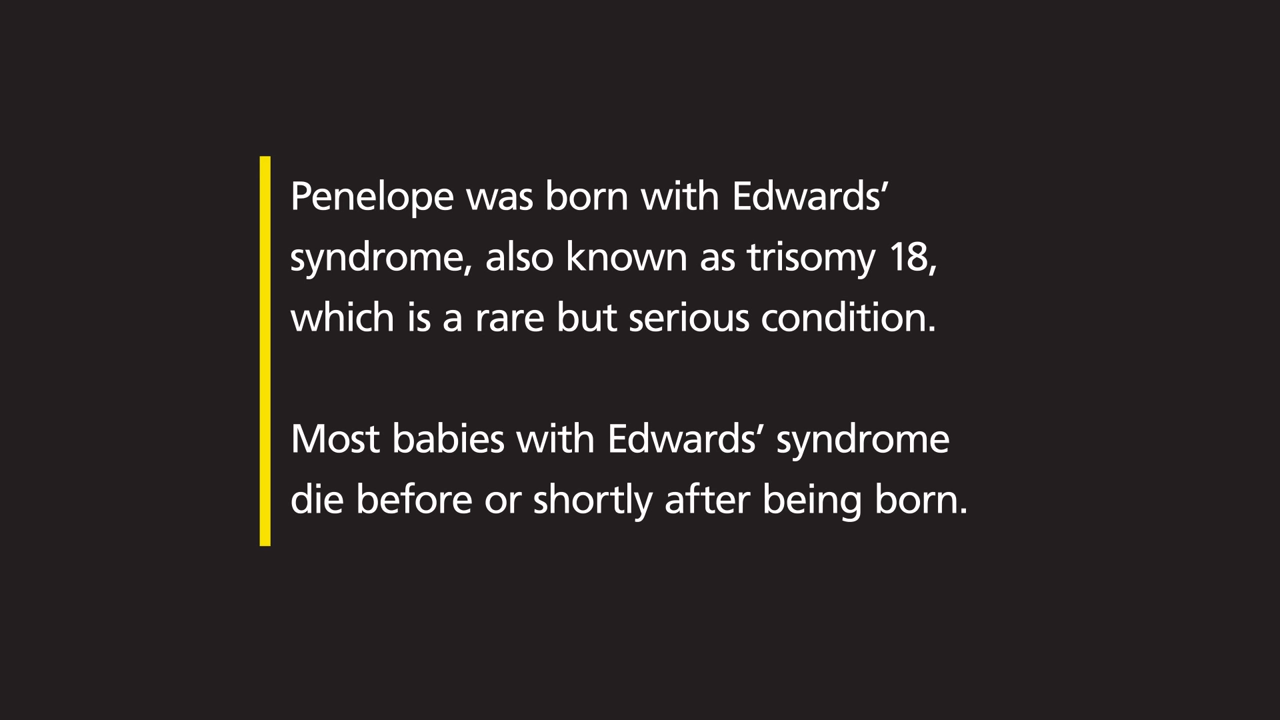 Penelope was born with Edwards’
syndrome, also known as trisomy 18,
which is a rare but serious condition.
Most babies with Edwards’ syndrome
die before or shortly after being born.